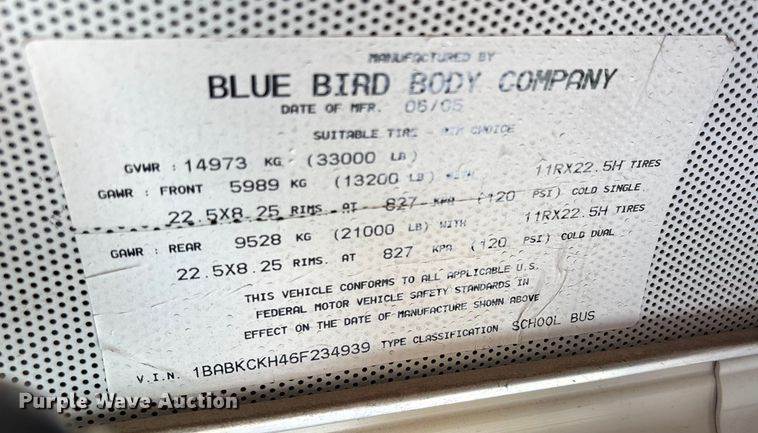 MANUFACTURED BY
BLUE BIRD BODY COMPANY
DATE OF MFR. 05/05
SUITABLE TIRE - RIM CHOICE
GVWR : 14973 KG (33000 LB)
GAWR : FRONT 5989 KG (13200 LB) WITH 11RX22.5H TIRES
22.5X8.25 RIMS. AT 827 KPA (120 PSI) COLD SINGLE
GAWR : REAR 9528 KG (21000 LB) WITH 11RX22.5H TIRES
22.5X8.25 RIMS. AT 827 KPA (120 PSI) COLD DUAL
THIS VEHICLE CONFORMS TO ALL APPLICABLE U.S.
FEDERAL MOTOR VEHICLE SAFETY STANDARDS IN
EFFECT ON THE DATE OF MANUFACTURE SHOWN ABOVE
V.I.N. 1BABKCKH46F234939 TYPE CLASSIFICATION SCHOOL BUS
Purple Wave Auction